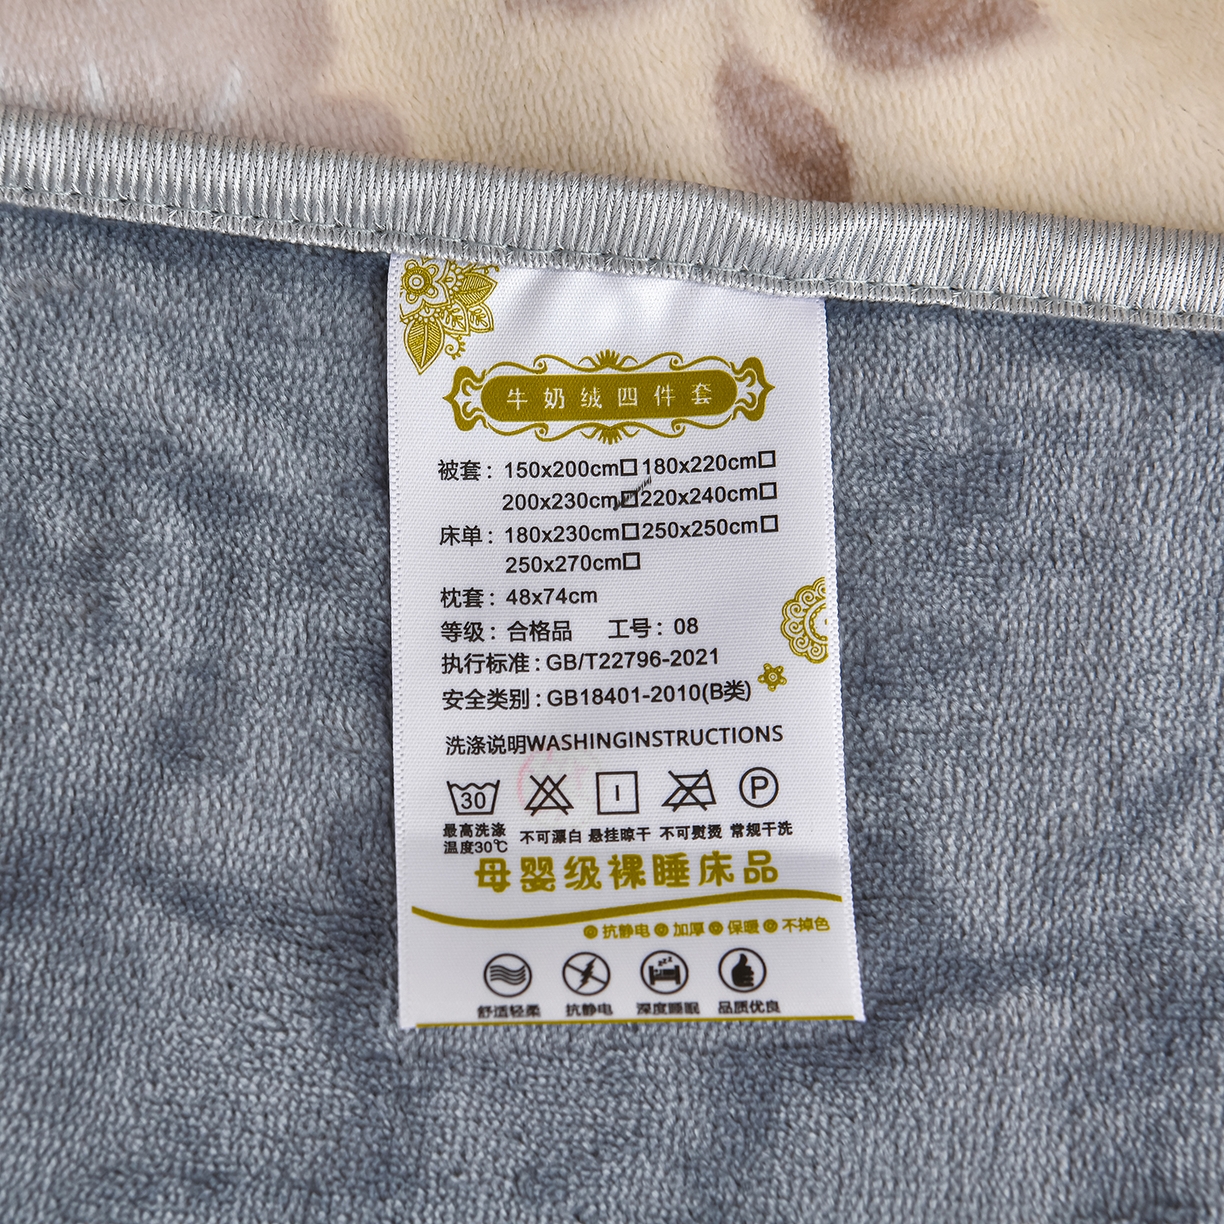 牛奶绒四件套
被套：150x200cm□180x220cm□
200x230cm☑220x240cm□
床单：180x230cm□250x250cm□
250x270cm□
枕套：48x74cm
等级：合格品 工号：08
执行标准：GB/T22796-2021
安全类别：GB18401-2010(B类)
洗涤说明WASHINGINSTRUCTIONS
30 P
最高洗涤 不可漂白 悬挂晾干 不可熨烫 常规干洗
温度30℃
母婴级裸睡床品
抗静电 加厚 保暖 不掉色
舒适轻柔 抗静电 深度睡眠 品质优良